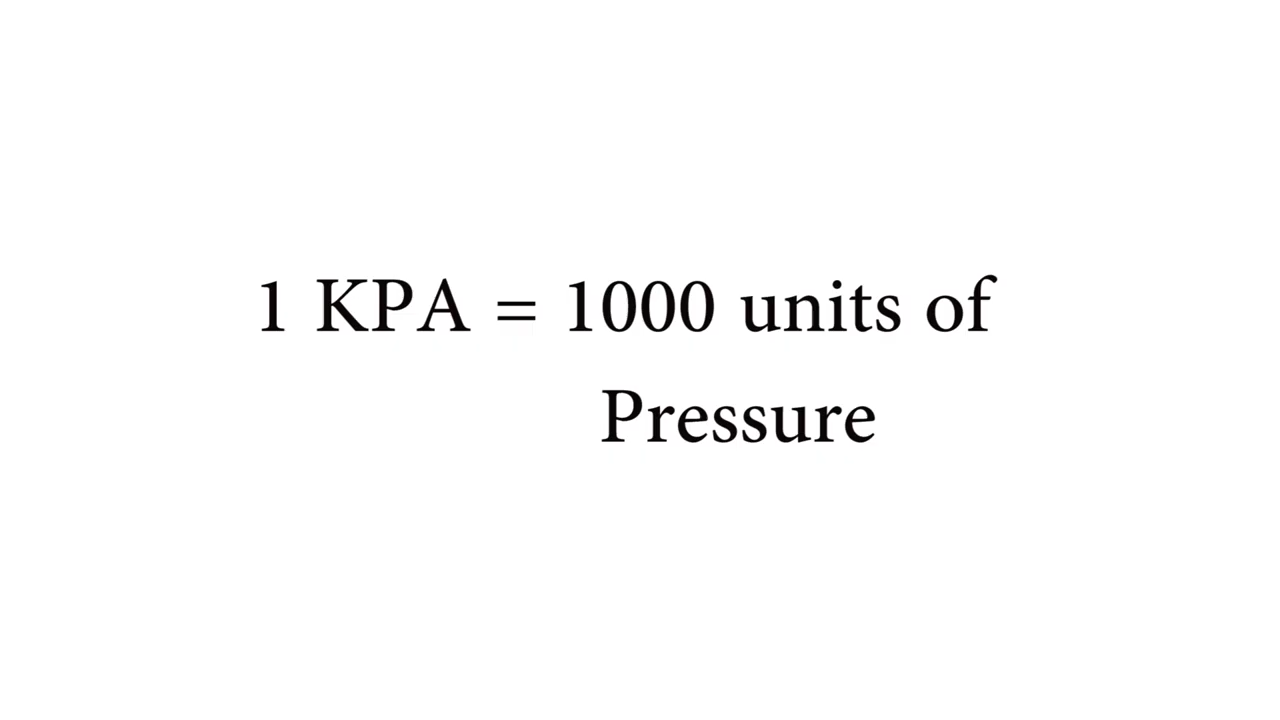 1 KPA = 1000 units of
Pressure